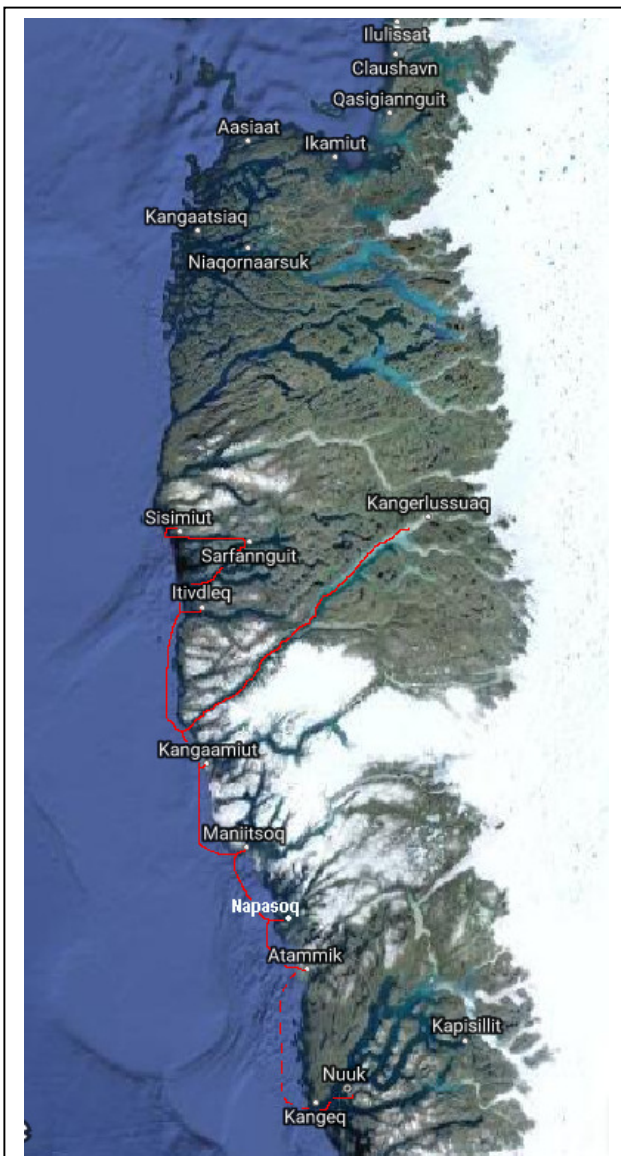 Ilulissat
Claushavn
Qasigiannguit
Aasiaat
Ikamiut
Kangaatsiaq
Niaqornaarsuk
Kangerlussuaq
Sisimiut
Sarfannguit
Itivdleq
Kangaamiut
Maniitsoq
Napasoq
Atammik
Kapisillit
Nuuk
Kangeq